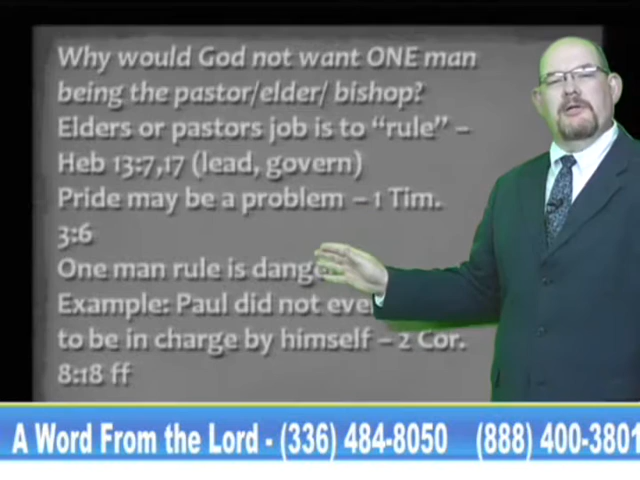 Why would God not want ONE man
being the pastor/elder/ bishop?
Elders or pastors job is to "rule" –
Heb 13:7,17 (lead, govern)
Pride may be a problem – 1 Tim.
3:6
One man rule is
Example: Paul did not
to be in charge by himself – 2 Cor.
8:18 ff
A Word From the Lord - (336) 484-8050 (888) 400-3801